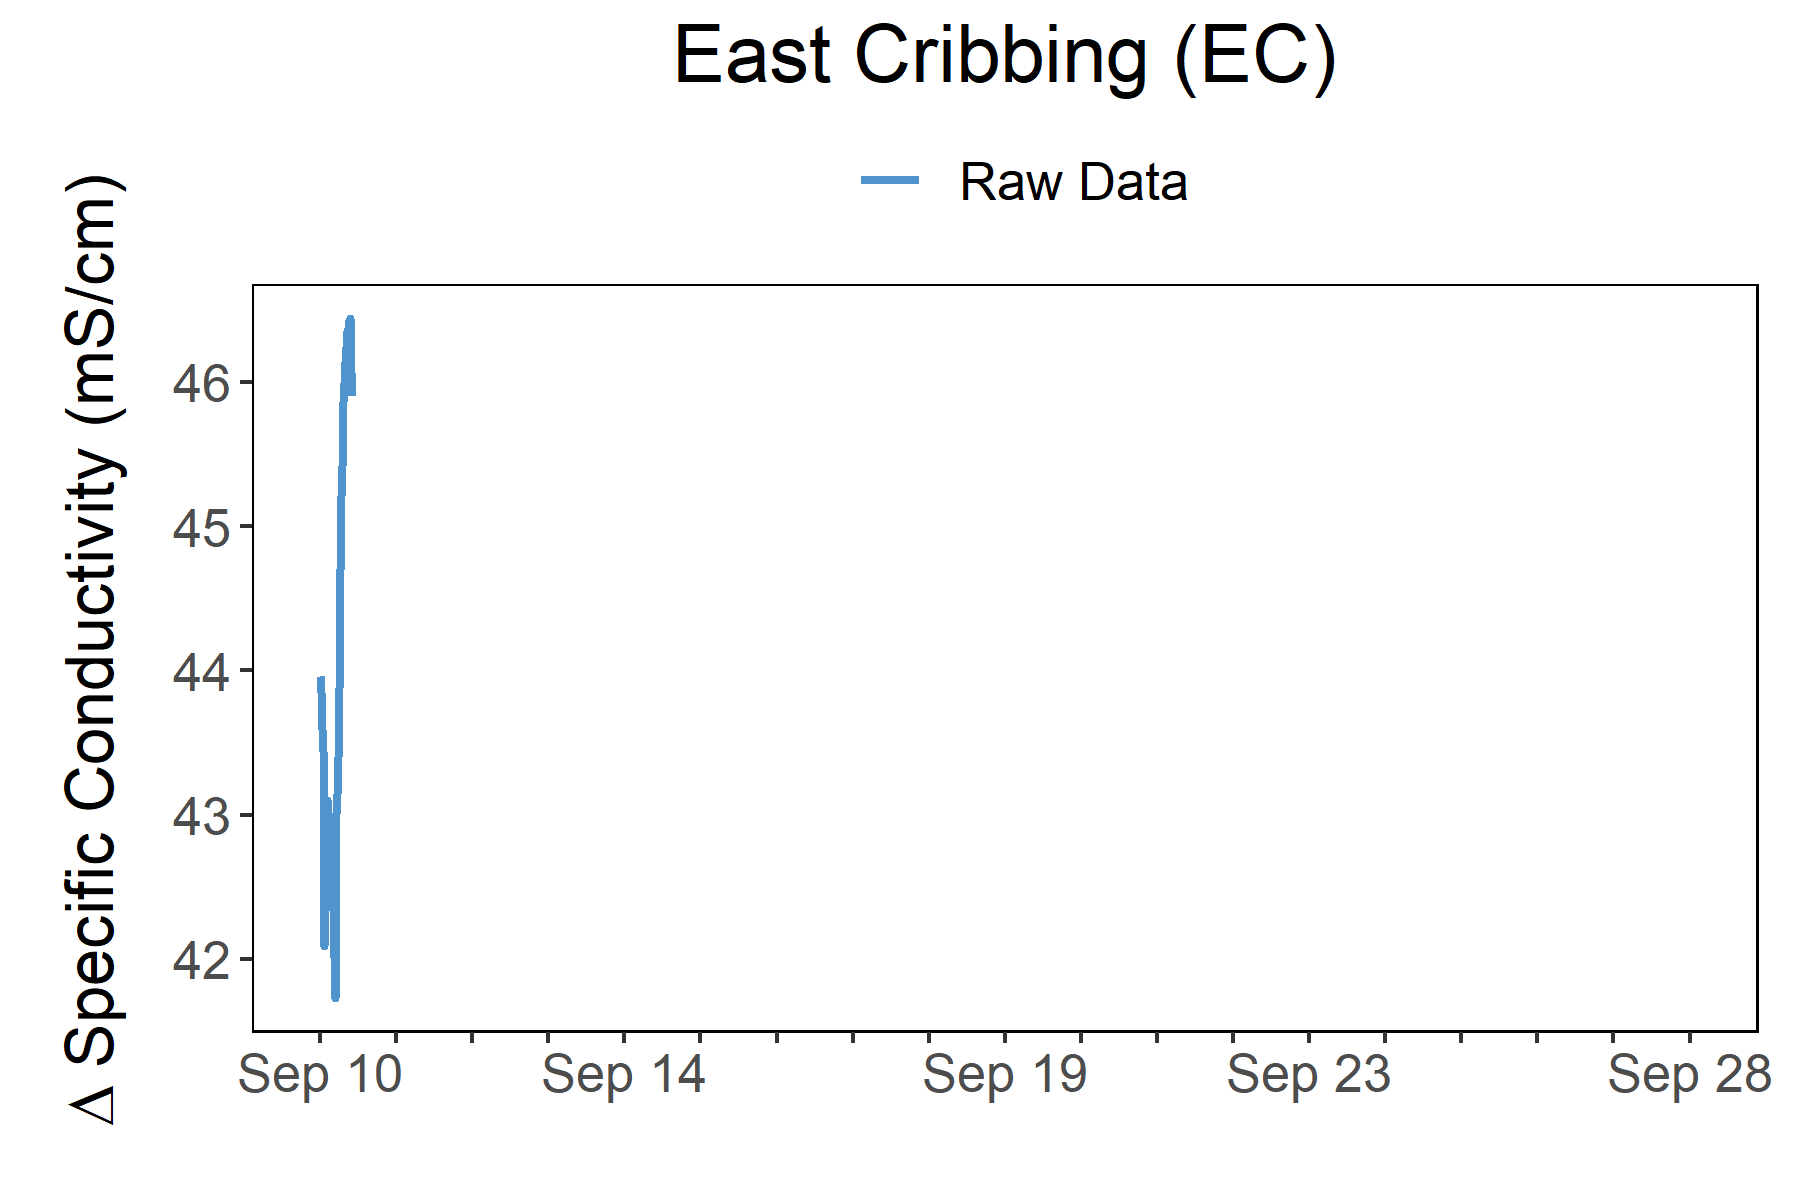 East Cribbing (EC)
Raw Data
Δ Specific Conductivity (mS/cm)
46
45
44
43
42
Sep 10 Sep 14 Sep 19 Sep 23 Sep 28